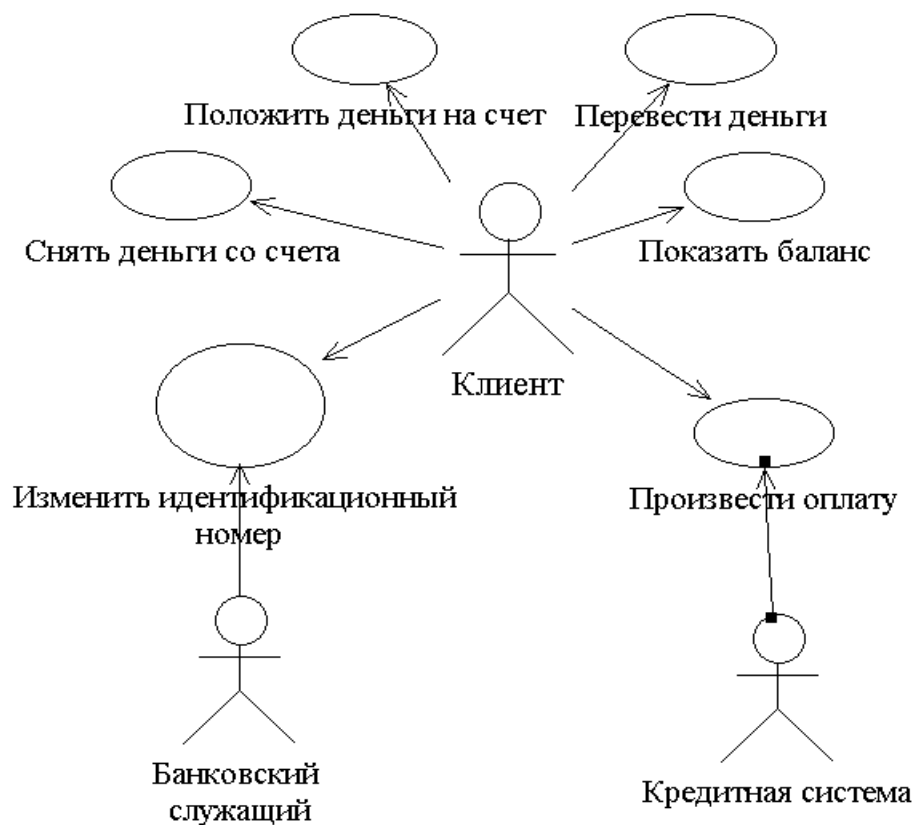 Положить деньги на счет
Перевести деньги
Снять деньги со счета
Показать баланс
Клиент
Изменить идентификационный
номер
Произвести оплату
Банковский
служащий
Кредитная система